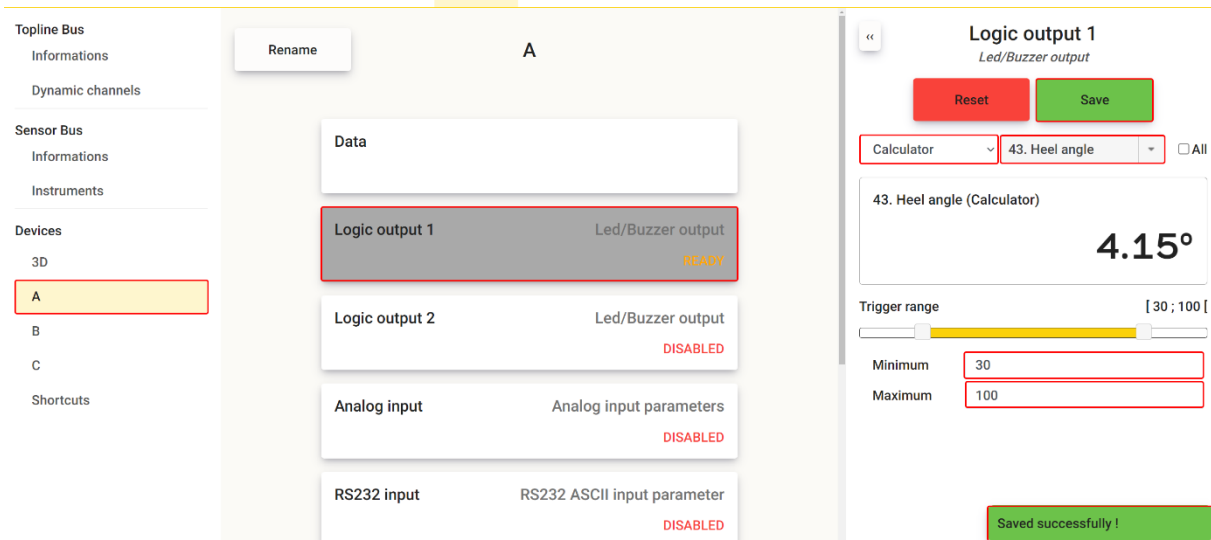 Topline Bus
Informations
Dynamic channels
Sensor Bus
Informations
Instruments
Devices
3D
A
B
C
Shortcuts
Rename
A
Data
Logic output 1 Led/Buzzer output
READY
Logic output 2 Led/Buzzer output
DISABLED
Analog input Analog input parameters
DISABLED
RS232 input RS232 ASCII input parameter
DISABLED
‹‹ Logic output 1
Led/Buzzer output
Reset Save
Calculator 43. Heel angle All
43. Heel angle (Calculator)
4.15°
Trigger range [ 30 ; 100 [
Minimum 30
Maximum 100
Saved successfully !